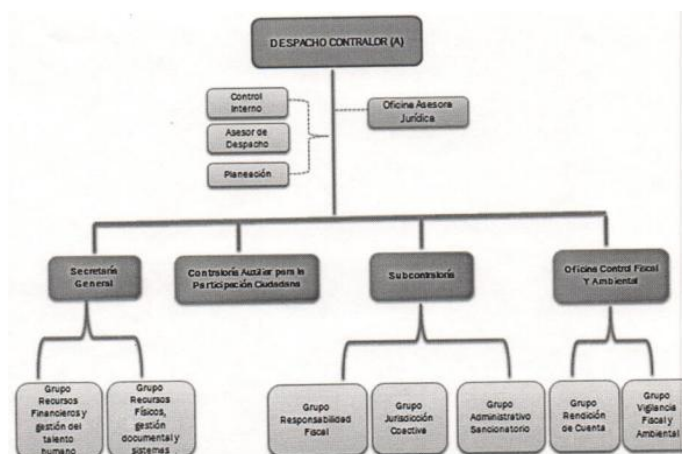 DESPACHO CONTRALOR (A)
Control
Interno
Oficina Asesora
Jurídica
Asesor de
Despacho
Planeación
Secretaría
General
Contraloría Auxiliar para la
Participación Ciudadana
Subcontraloría
Oficina Control Fiscal
Y Ambiental
Grupo
Recursos
Financieros y
gestión del
talento
humano
Grupo
Recursos
Físicos,
gestión
documental y
sistemas
Grupo
Responsabilidad
Fiscal
Grupo
Jurisdicción
Coactiva
Grupo
Administrativo
Sancionatorio
Grupo
Rendición
de Cuenta
Grupo
Vigilancia
Fiscal y
Ambiental